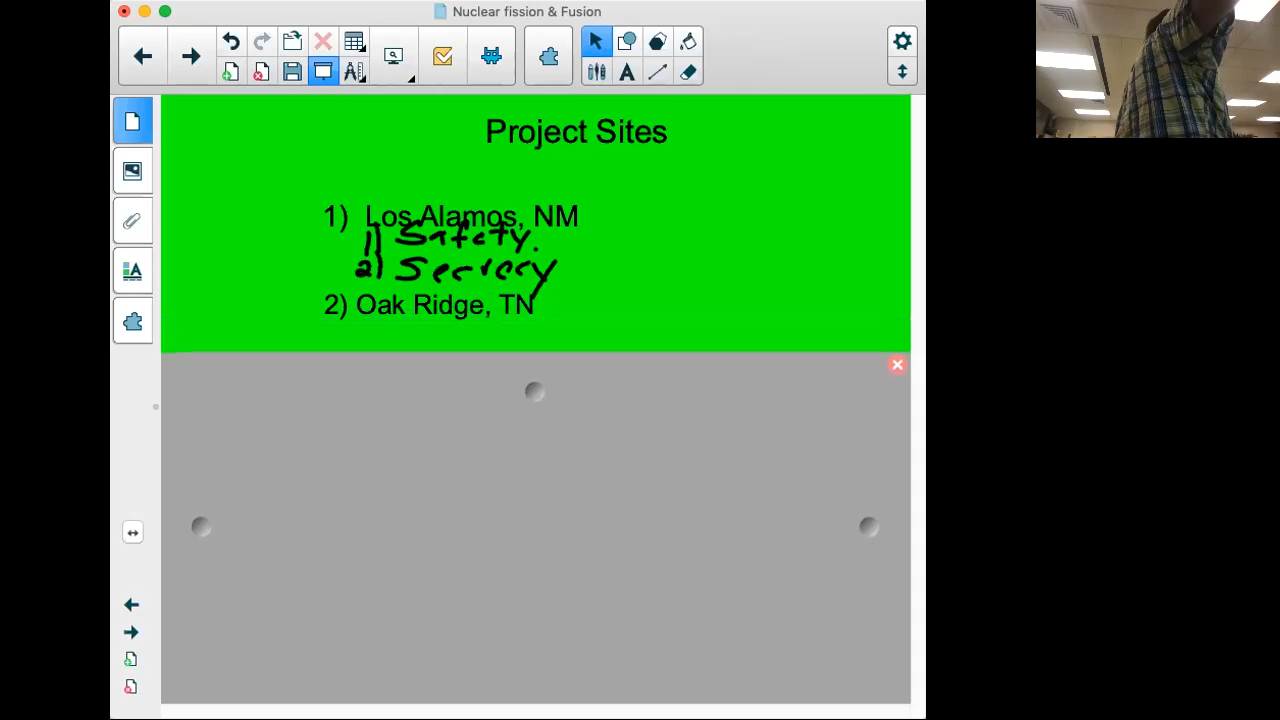 Nuclear fission & Fusion
Project Sites
1) Los Alamos, NM
1) Safety.
2) Secrecy
2) Oak Ridge, TN